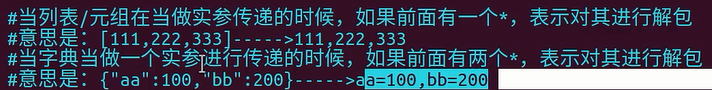 #当列表/元组在当做实参传递的时候，如果前面有一个*，表示对其进行解包
#意思是：[111,222,333]----->111,222,333
#当字典当做一个实参进行传递的时候，如果前面有两个*，表示对其进行解包
#意思是：{"aa":100,"bb":200}----->aa=100,bb=200